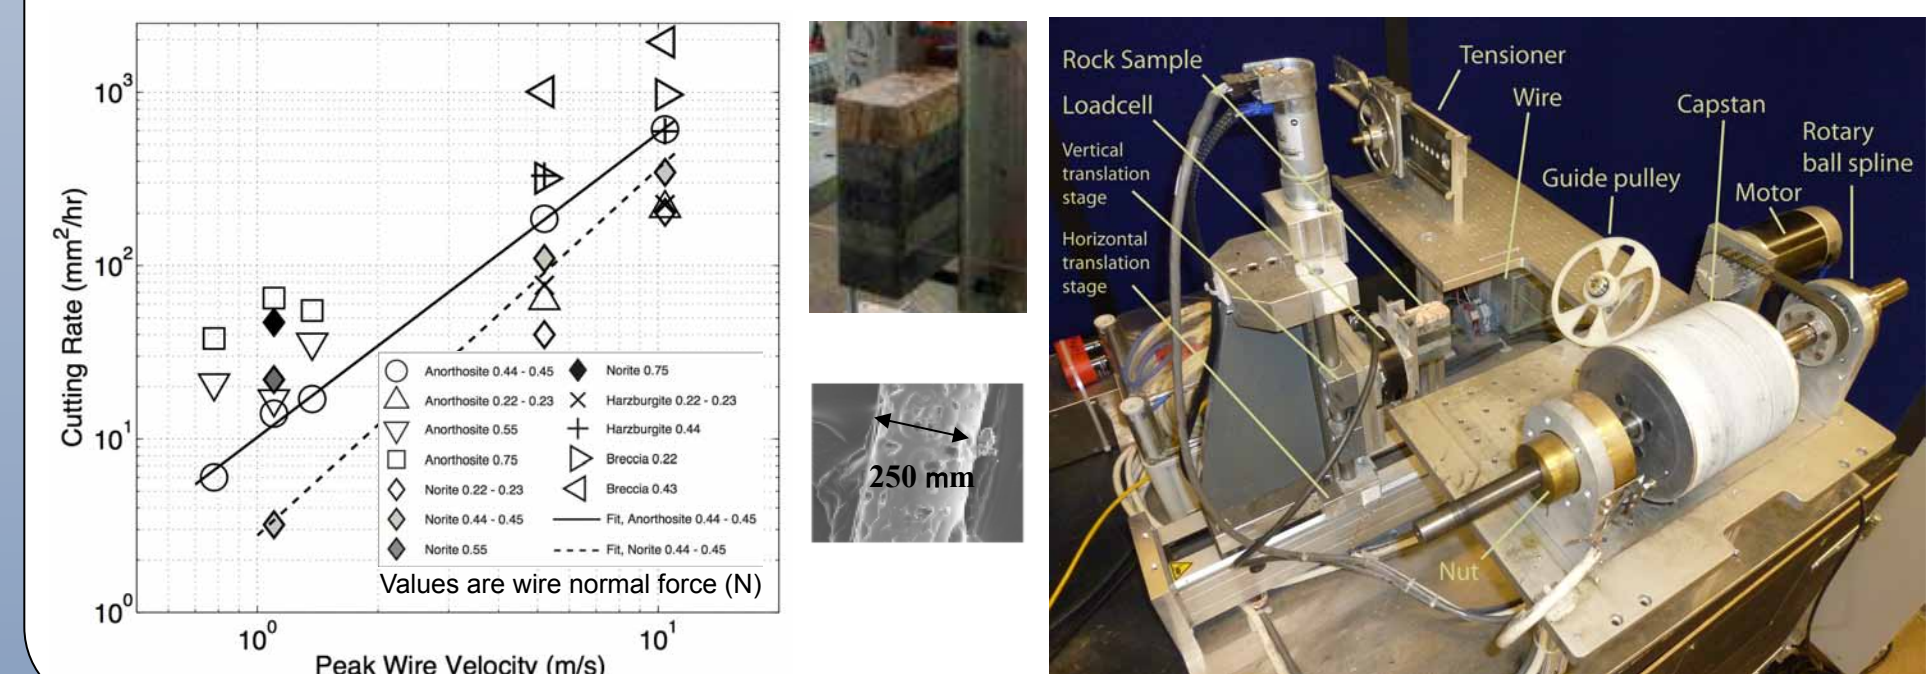 10³
10²
10¹
10⁰
Cutting Rate (mm²/hr)
Anorthosite 0.44 - 0.45
Anorthosite 0.22 - 0.23
Anorthosite 0.55
Anorthosite 0.75
Norite 0.22 - 0.23
Norite 0.44 - 0.45
Norite 0.55
Norite 0.75
Harzburgite 0.22 - 0.23
Harzburgite 0.44
Breccia 0.22
Breccia 0.43
Fit, Anorthosite 0.44 - 0.45
Fit, Norite 0.44 - 0.45
Values are wire normal force (N)
10⁰
10¹
Peak Wire Velocity (m/s)
250 mm
Rock Sample
Loadcell
Vertical
translation
stage
Horizontal
translation
stage
Tensioner
Wire
Guide pulley
Capstan
Motor
Rotary
ball spline
Nut